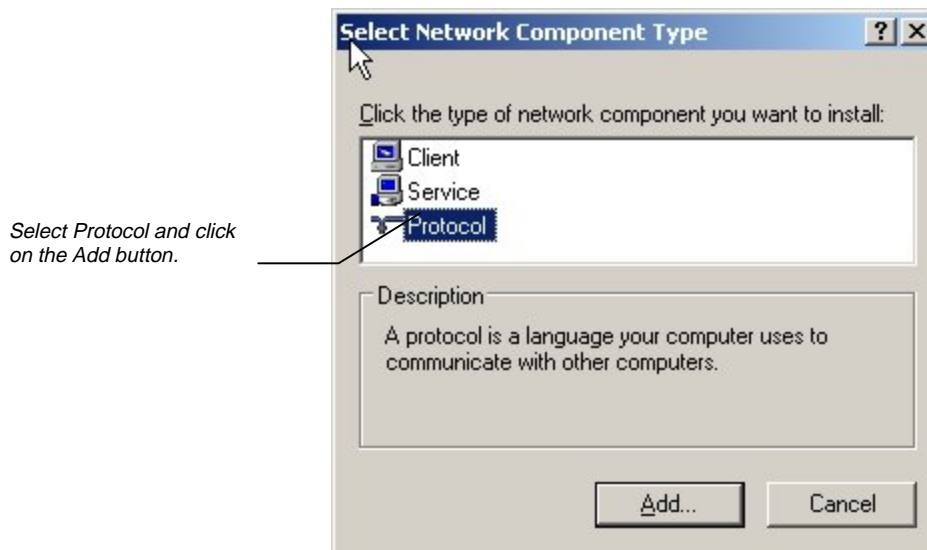 Select Network Component Type
Click the type of network component you want to install:
Client
Service
Protocol
Select Protocol and click
on the Add button.
Description
A protocol is a language your computer uses to
communicate with other computers.
Add...
Cancel